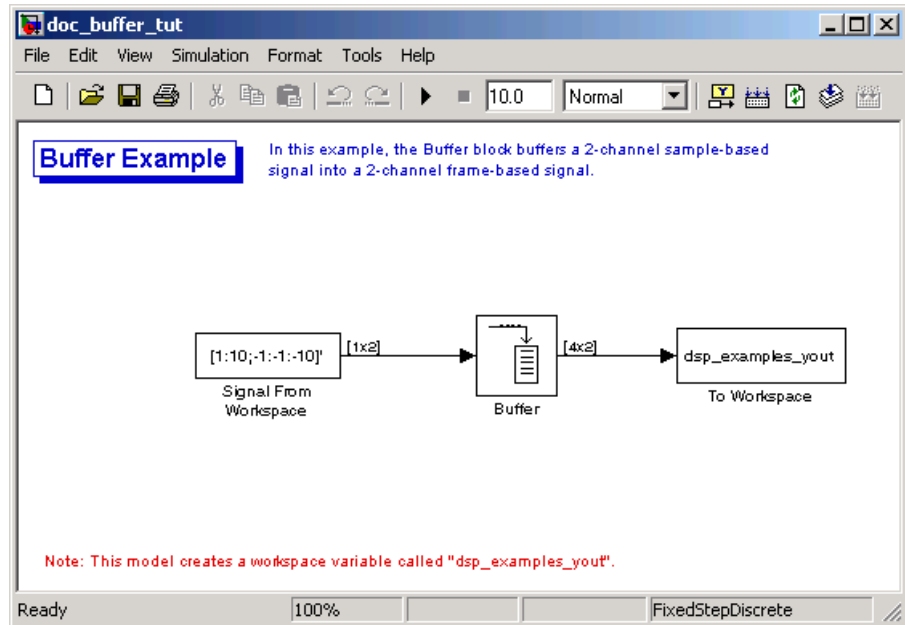 doc_buffer_tut
File Edit View Simulation Format Tools Help
10.0 Normal
Buffer Example
In this example, the Buffer block buffers a 2-channel sample-based
signal into a 2-channel frame-based signal.
[1:10;-1:-1:-10]'
[1x2]
[4x2]
dsp_examples_yout
Signal From
Workspace
Buffer
To Workspace
Note: This model creates a workspace variable called "dsp_examples_yout".
Ready 100% FixedStepDiscrete